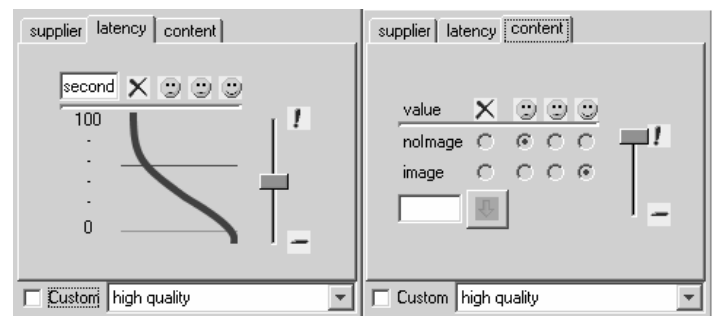 supplier latency content
second
100
0
Custom high quality
supplier latency content
value
!
noImage
image
Custom high quality